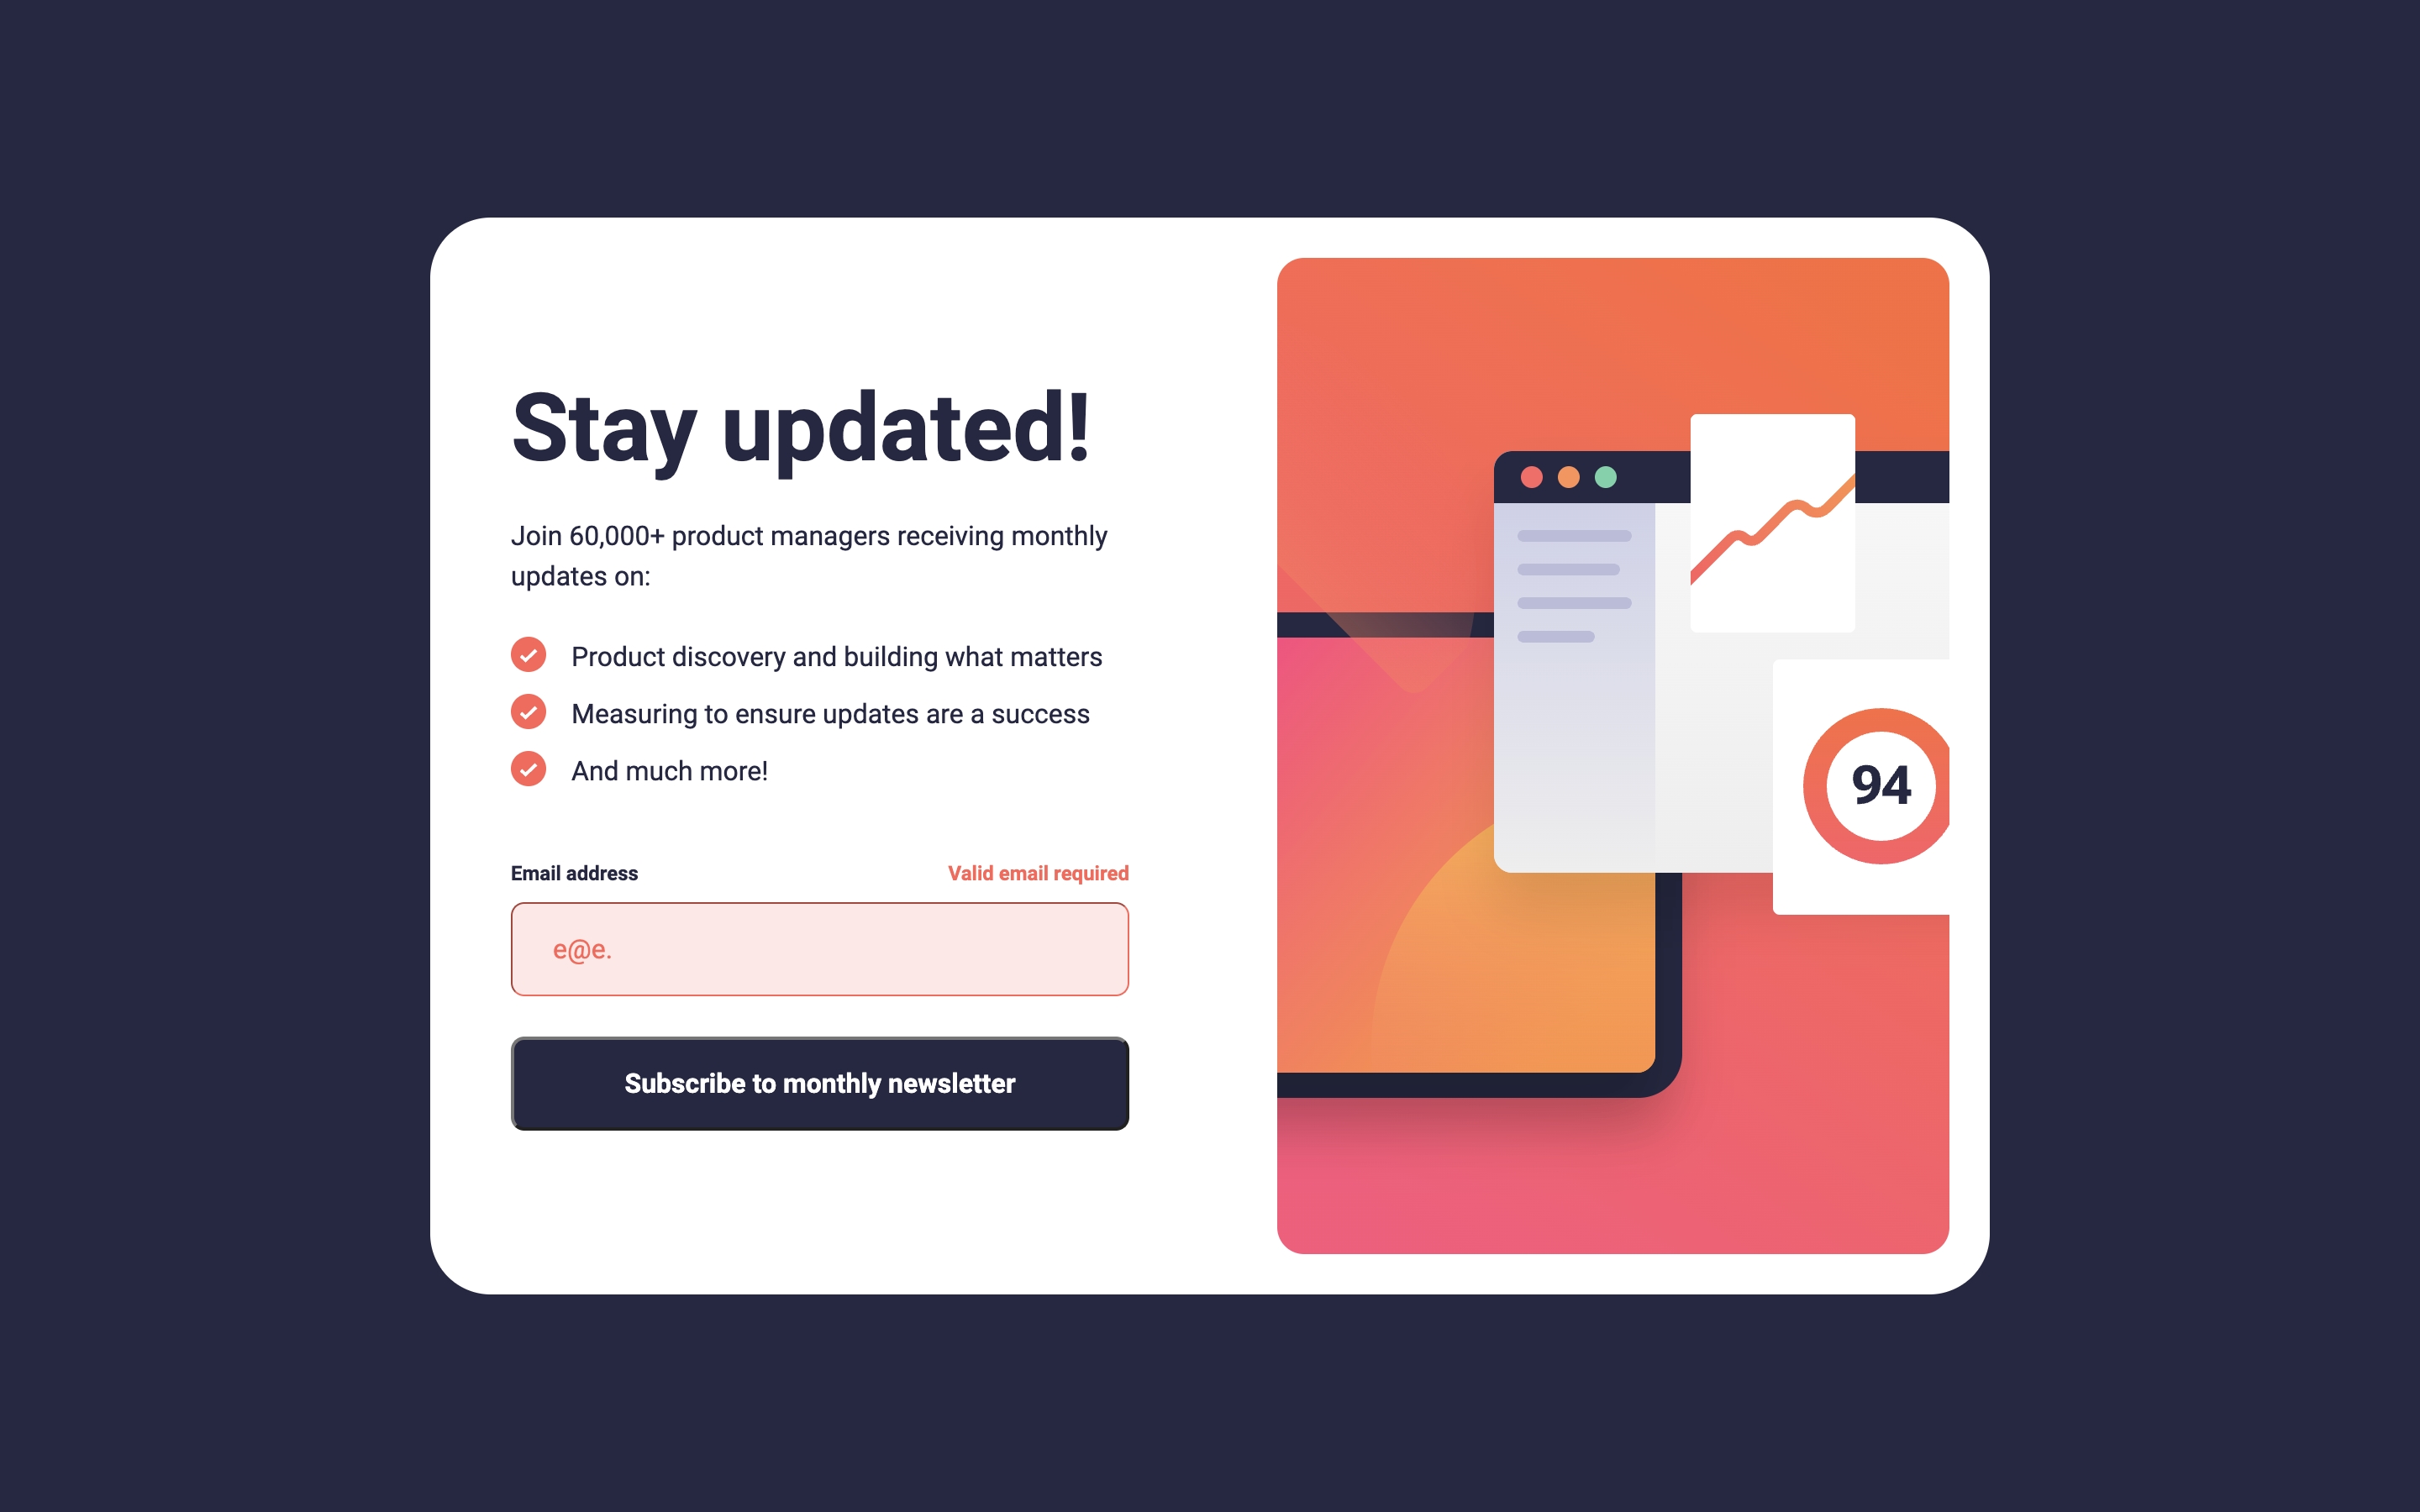 Stay updated!
Join 60,000+ product managers receiving monthly
updates on:
Product discovery and building what matters
Measuring to ensure updates are a success
And much more!
Email address
Valid email required
e@e.
Subscribe to monthly newsletter
94